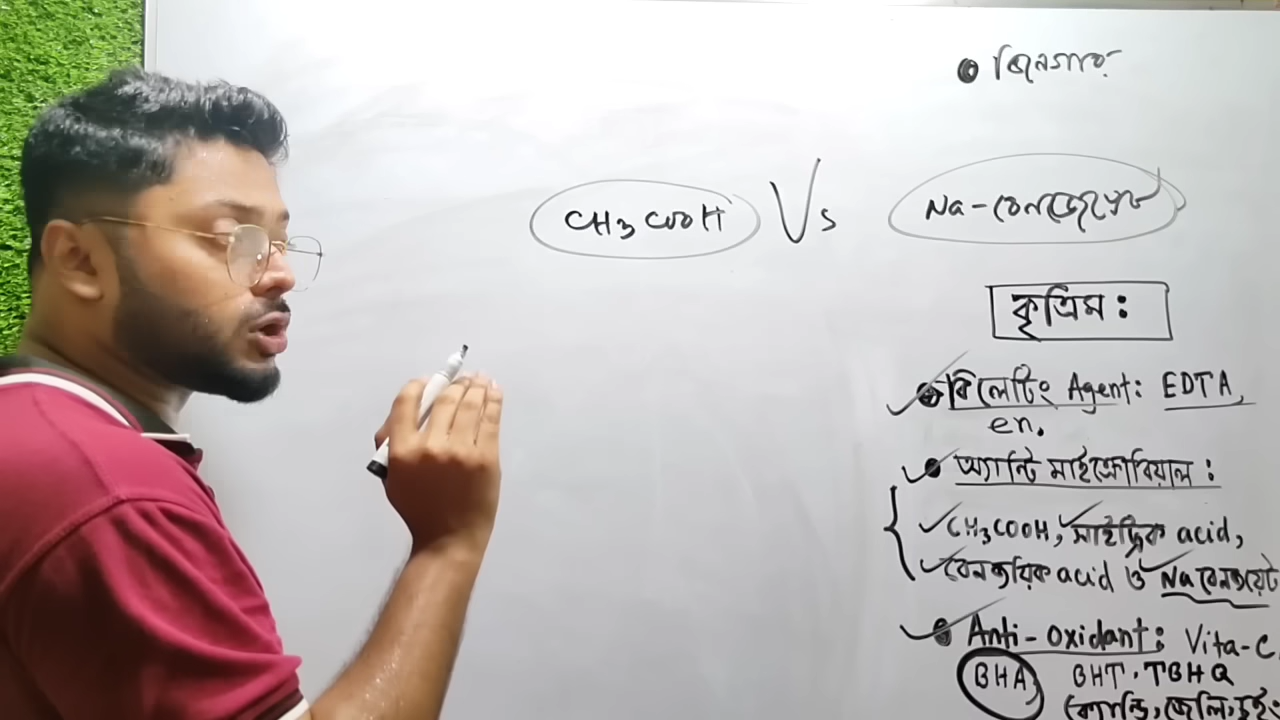 ভিনেগার
CH3COOH Vs Na-বেনজোয়েট
কৃত্রিম:
কিলেটিং Agent: EDTA,
en.
অ্যান্টি মাইক্রোবিয়াল:
CH3COOH, সাইট্রিক acid,
বেনজয়িক acid ও Na বেনজয়েট
Anti-oxidant: Vita-C,
BHA, BHT. TBHQ
জেলি,